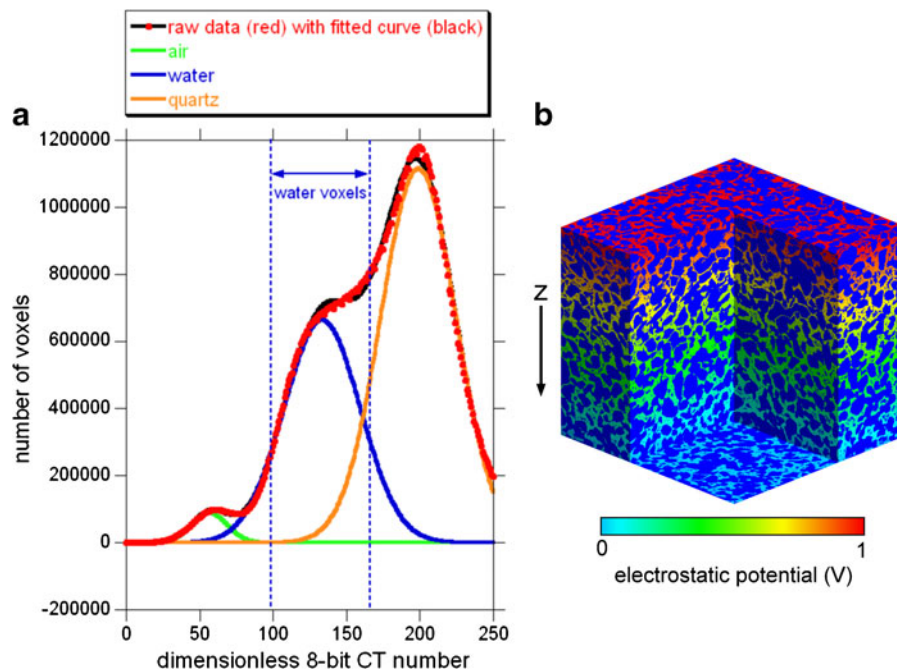 raw data (red) with fitted curve (black)
air
water
quartz
a
b
1200000
1000000
800000
600000
400000
200000
0
-200000
number of voxels
water voxels
0
50
100
150
200
250
dimensionless 8-bit CT number
Z
0
1
electrostatic potential (V)